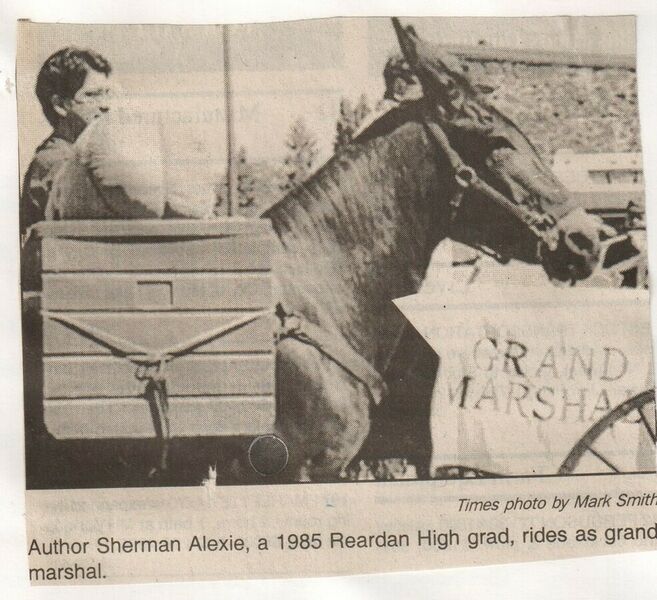 GRAND
MARSHAL
Times photo by Mark Smith
Author Sherman Alexie, a 1985 Reardan High grad, rides as grand
marshal.